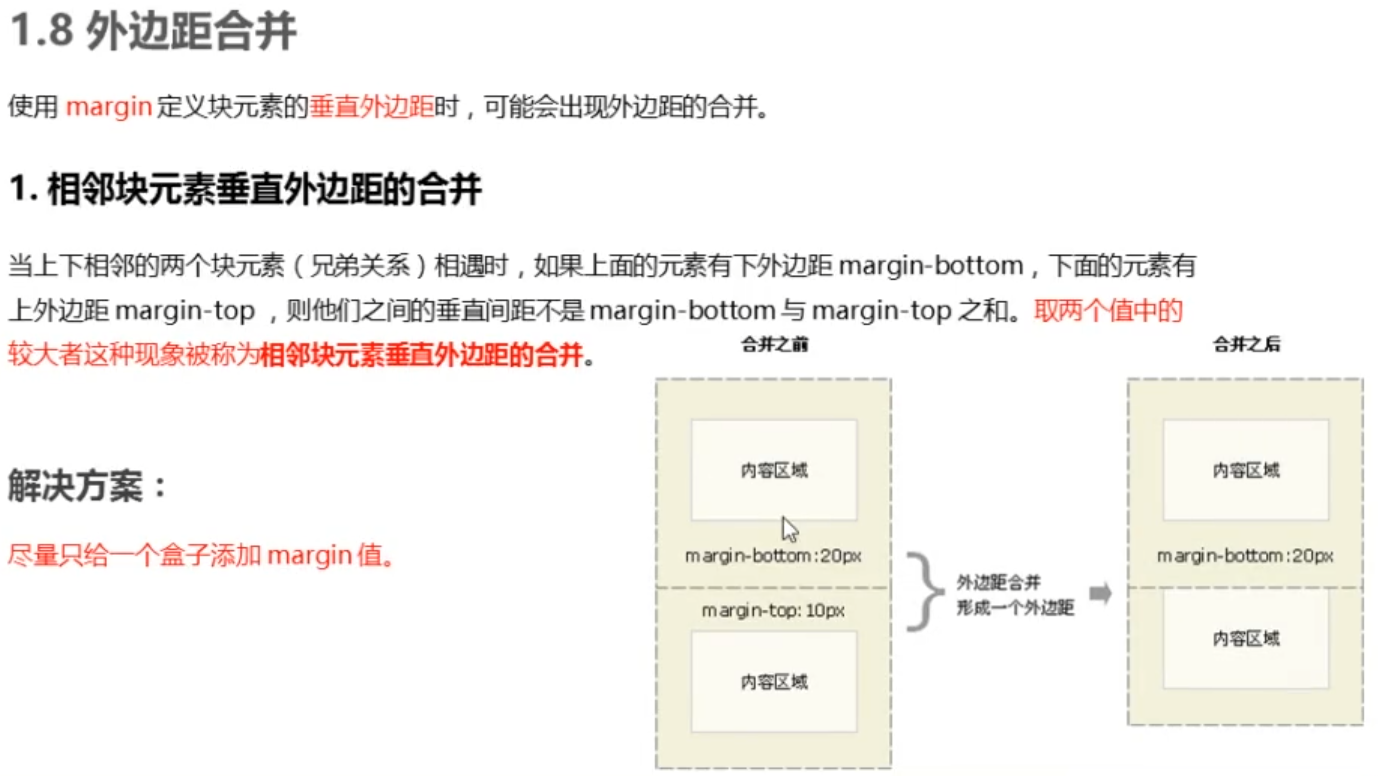 1.8 外边距合并
使用 margin 定义块元素的垂直外边距时，可能会出现外边距的合并。
1. 相邻块元素垂直外边距的合并
当上下相邻的两个块元素（兄弟关系）相遇时，如果上面的元素有下外边距 margin-bottom，下面的元素有
上外边距 margin-top ，则他们之间的垂直间距不是 margin-bottom 与 margin-top 之和。取两个值中的
较大者这种现象被称为相邻块元素垂直外边距的合并。
解决方案：
尽量只给一个盒子添加 margin 值。
合并之前
内容区域
margin-bottom:20px
margin-top: 10px
内容区域
外边距合并
形成一个外边距
合并之后
内容区域
margin-bottom:20px
内容区域